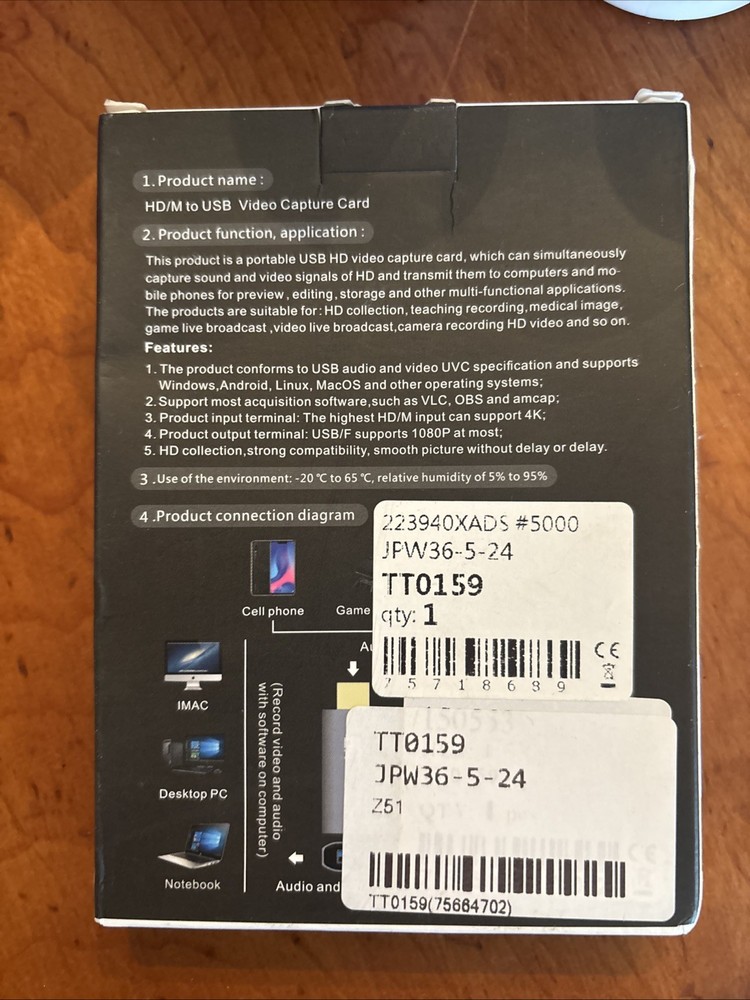 1.Product name :
HD/M to USB Video Capture Card
2.Product function, application :
This product is a portable USB HD video capture card, which can simultaneously
capture sound and video signals of HD and transmit them to computers and mo-
bile phones for preview, editing, storage and other multi-functional applications.
The products are suitable for: HD collection, teaching recording,medical image,
game live broadcast ,video live broadcast,camera recording HD video and so on.
Features:
1. The product conforms to USB audio and video UVC specification and supports
Windows,Android, Linux, MacOS and other operating systems;
2. Support most acquisition software,such as VLC, OBS and amcap;
3. Product input terminal: The highest HD/M input can support 4K;
4. Product output terminal: USB/F supports 1080P at most;
5. HD collection,strong compatibility, smooth picture without delay or delay.
3 .Use of the environment: -20 ℃ to 65 ℃, relative humidity of 5% to 95%
4 .Product connection diagram
Cell phone
Game
IMAC
Desktop PC
Notebook
(Record video and audio
with software on computer)
Audio and
223940XADS #5000
JPW36-5-24
TT0159
qty: 1
CE
7 5 7 1 8 6 8 9
TT0159
JPW36-5-24
Z51
TT0159(75664702)